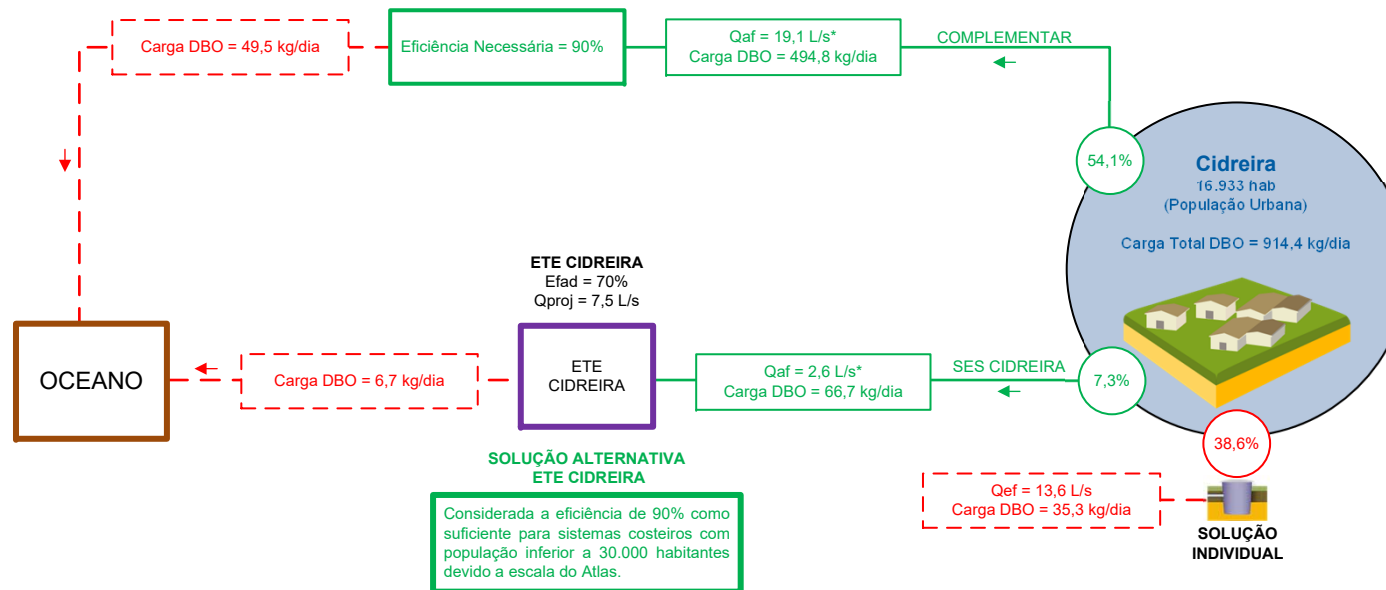 Carga DBO = 49,5 kg/dia
Eficiência Necessária = 90%
Qaf = 19,1 L/s*
Carga DBO = 494,8 kg/dia
COMPLEMENTAR
54,1%
Cidreira
16.933 hab
(População Urbana)
Carga Total DBO = 914,4 kg/dia
ETE CIDREIRA
Efad = 70%
Qproj = 7,5 L/s
OCEANO
Carga DBO = 6,7 kg/dia
ETE
CIDREIRA
Qaf = 2,6 L/s*
Carga DBO = 66,7 kg/dia
SES CIDREIRA
7,3%
38,6%
SOLUÇÃO ALTERNATIVA
ETE CIDREIRA
Considerada a eficiência de 90% como
suficiente para sistemas costeiros com
população inferior a 30.000 habitantes
devido a escala do Atlas.
Qef = 13,6 L/s
Carga DBO = 35,3 kg/dia
SOLUÇÃO
INDIVIDUAL